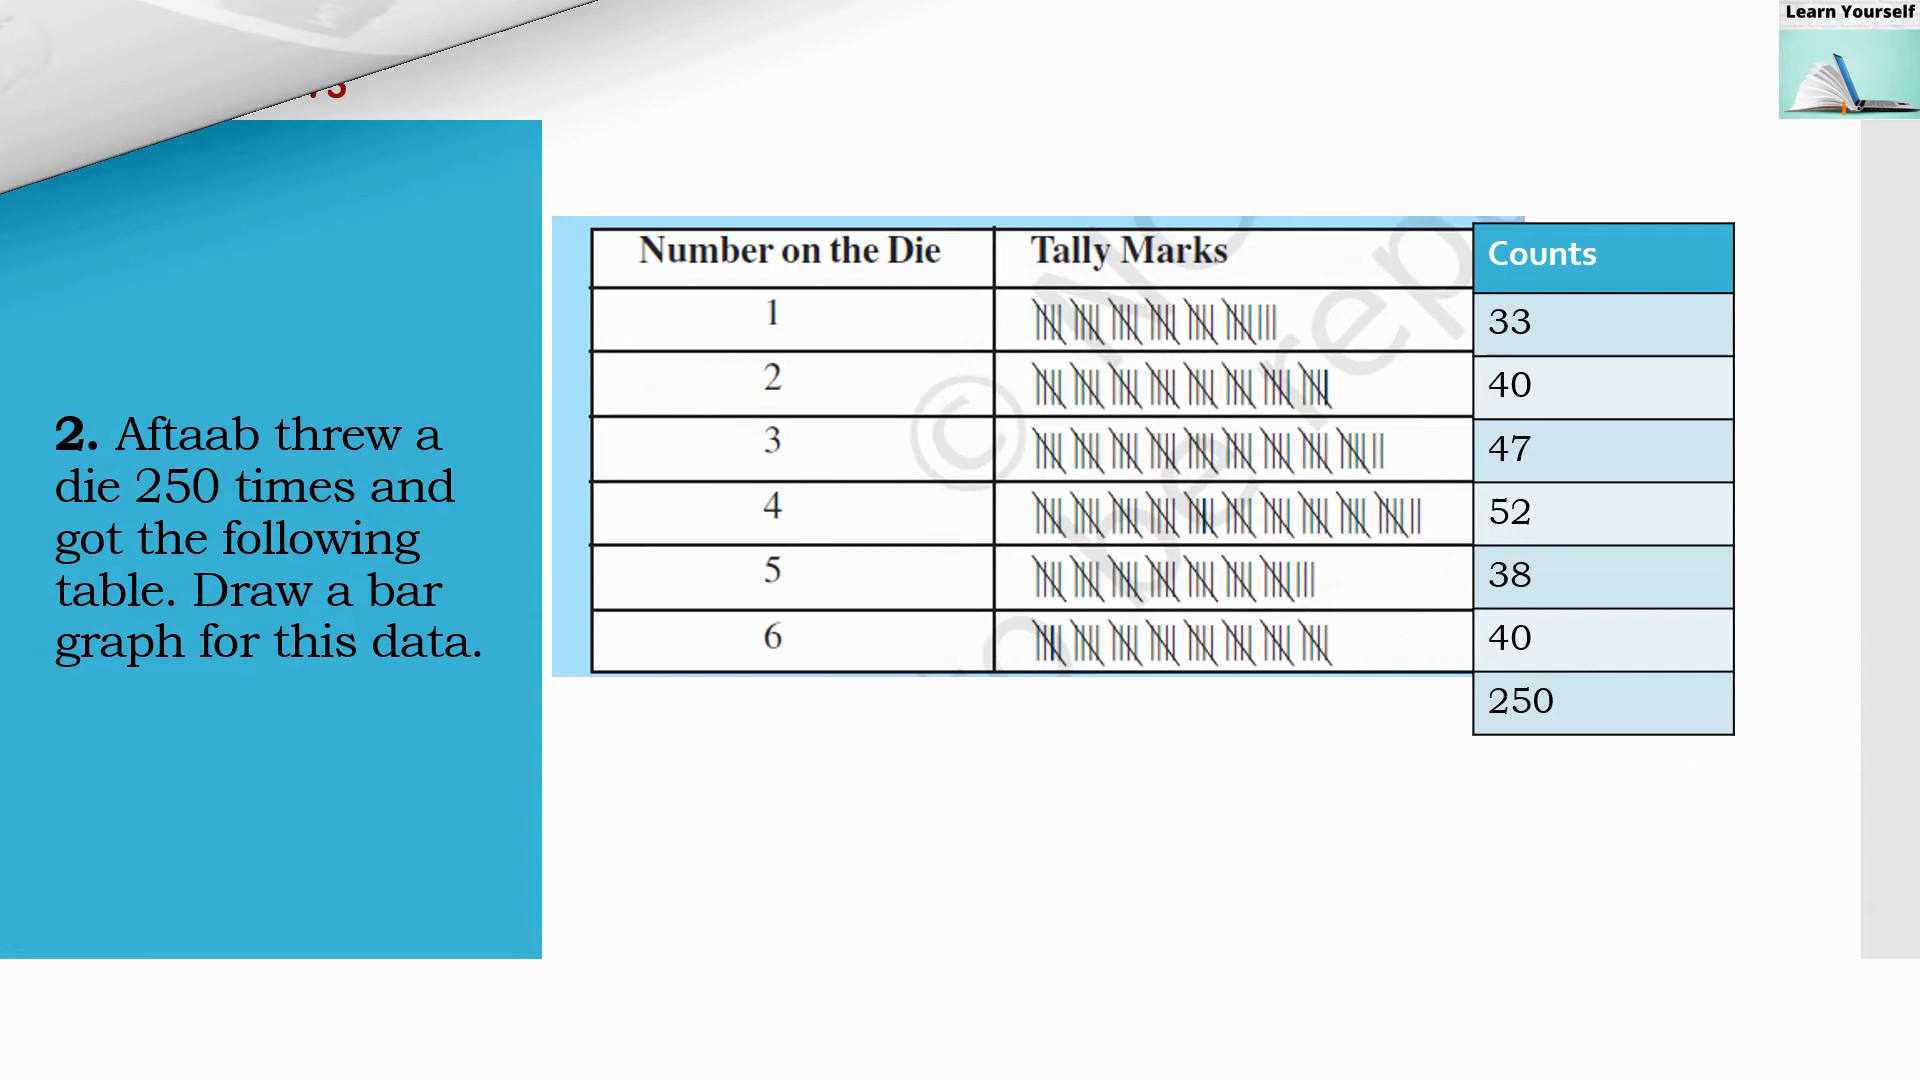 Learn Yourself
2. Aftaab threw a
die 250 times and
got the following
table. Draw a bar
graph for this data.
Number on the Die Tally Marks Counts
1 33
2 40
3 47
4 52
5 38
6 40
250